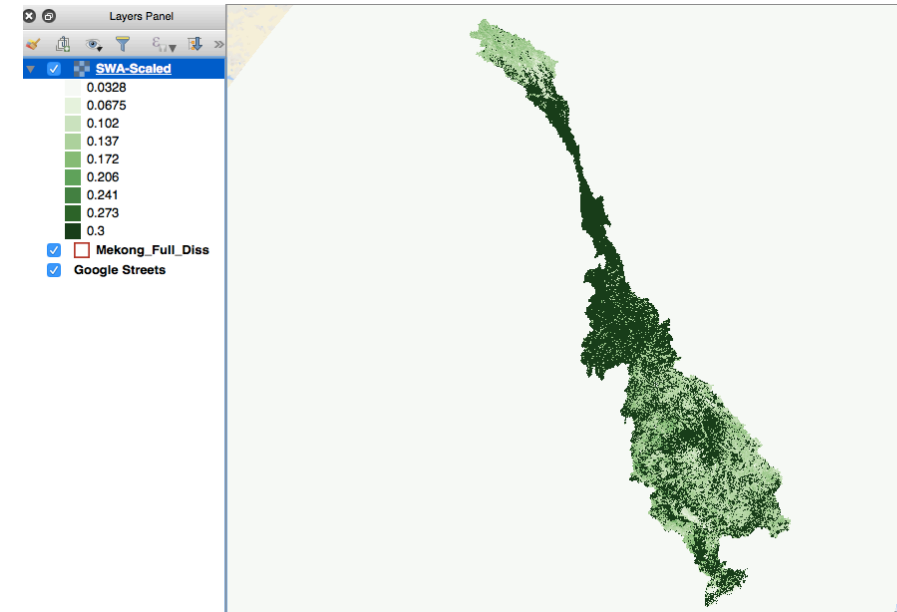 Layers Panel
SWA-Scaled
0.0328
0.0675
0.102
0.137
0.172
0.206
0.241
0.273
0.3
Mekong_Full_Diss
Google Streets